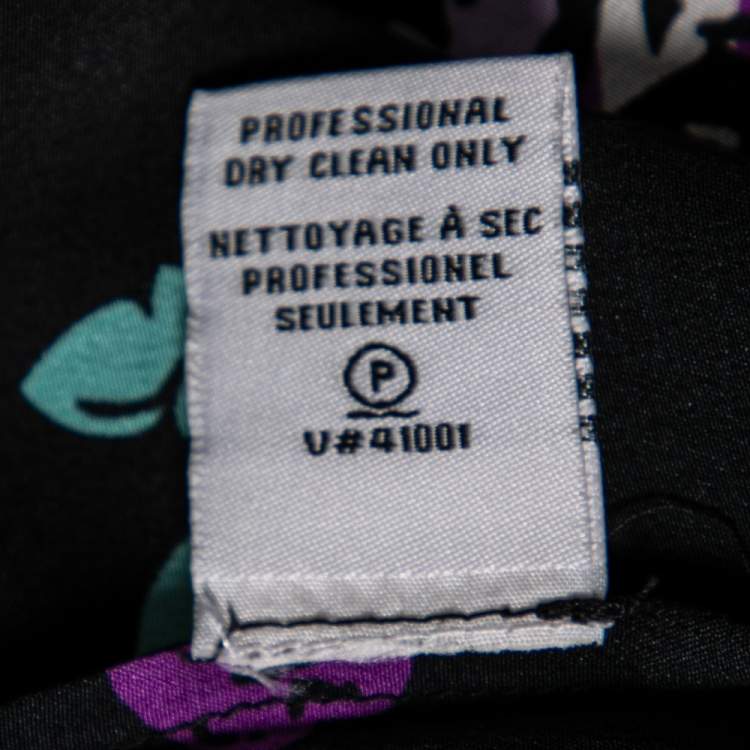 PROFESSIONAL
DRY CLEAN ONLY
NETTOYAGE À SEC
PROFESSIONEL
SEULEMENT
P
V#41001